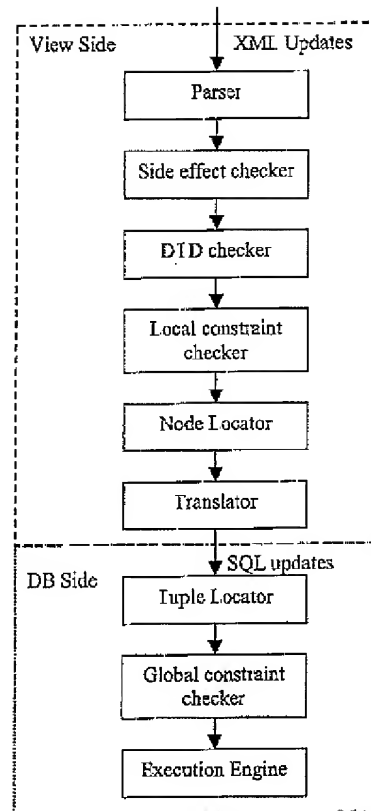 View Side
XML Updates
Parser
Side effect checker
DTD checker
Local constraint
checker
Node Locator
Translator
SQL updates
DB Side
Tuple Locator
Global constraint
checker
Execution Engine